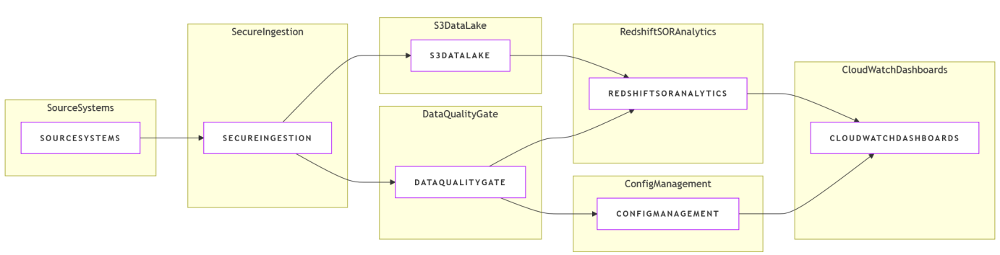 SourceSystems
SOURCESYSTEMS
SecureIngestion
SECUREINGESTION
S3DataLake
S3DATALAKE
DataQualityGate
DATAQUALITYGATE
RedshiftSORAnalytics
REDSHIFTSORANALYTICS
ConfigManagement
CONFIGMANAGEMENT
CloudWatchDashboards
CLOUDWATCHDASHBOARDS